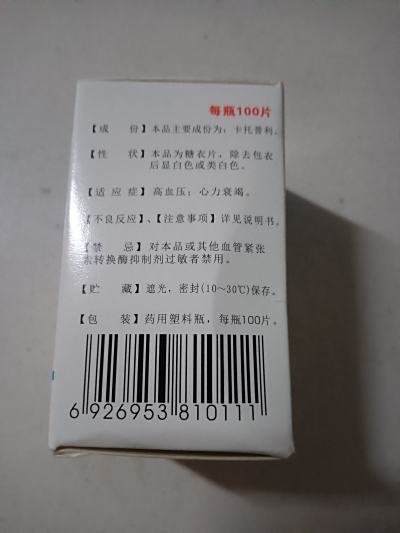 每瓶100片
【成　份】本品主要成份为：卡托普利。
【性　状】本品为糖衣片，除去包衣
后显白色或类白色。
【适应症】高血压；心力衰竭。
【不良反应】、【注意事项】详见说明书。
【禁　忌】对本品或其他血管紧张
素转换酶抑制剂过敏者禁用。
【贮　藏】遮光，密封(10～30℃)保存。
【包　装】药用塑料瓶，每瓶100片。
6 926953 810111